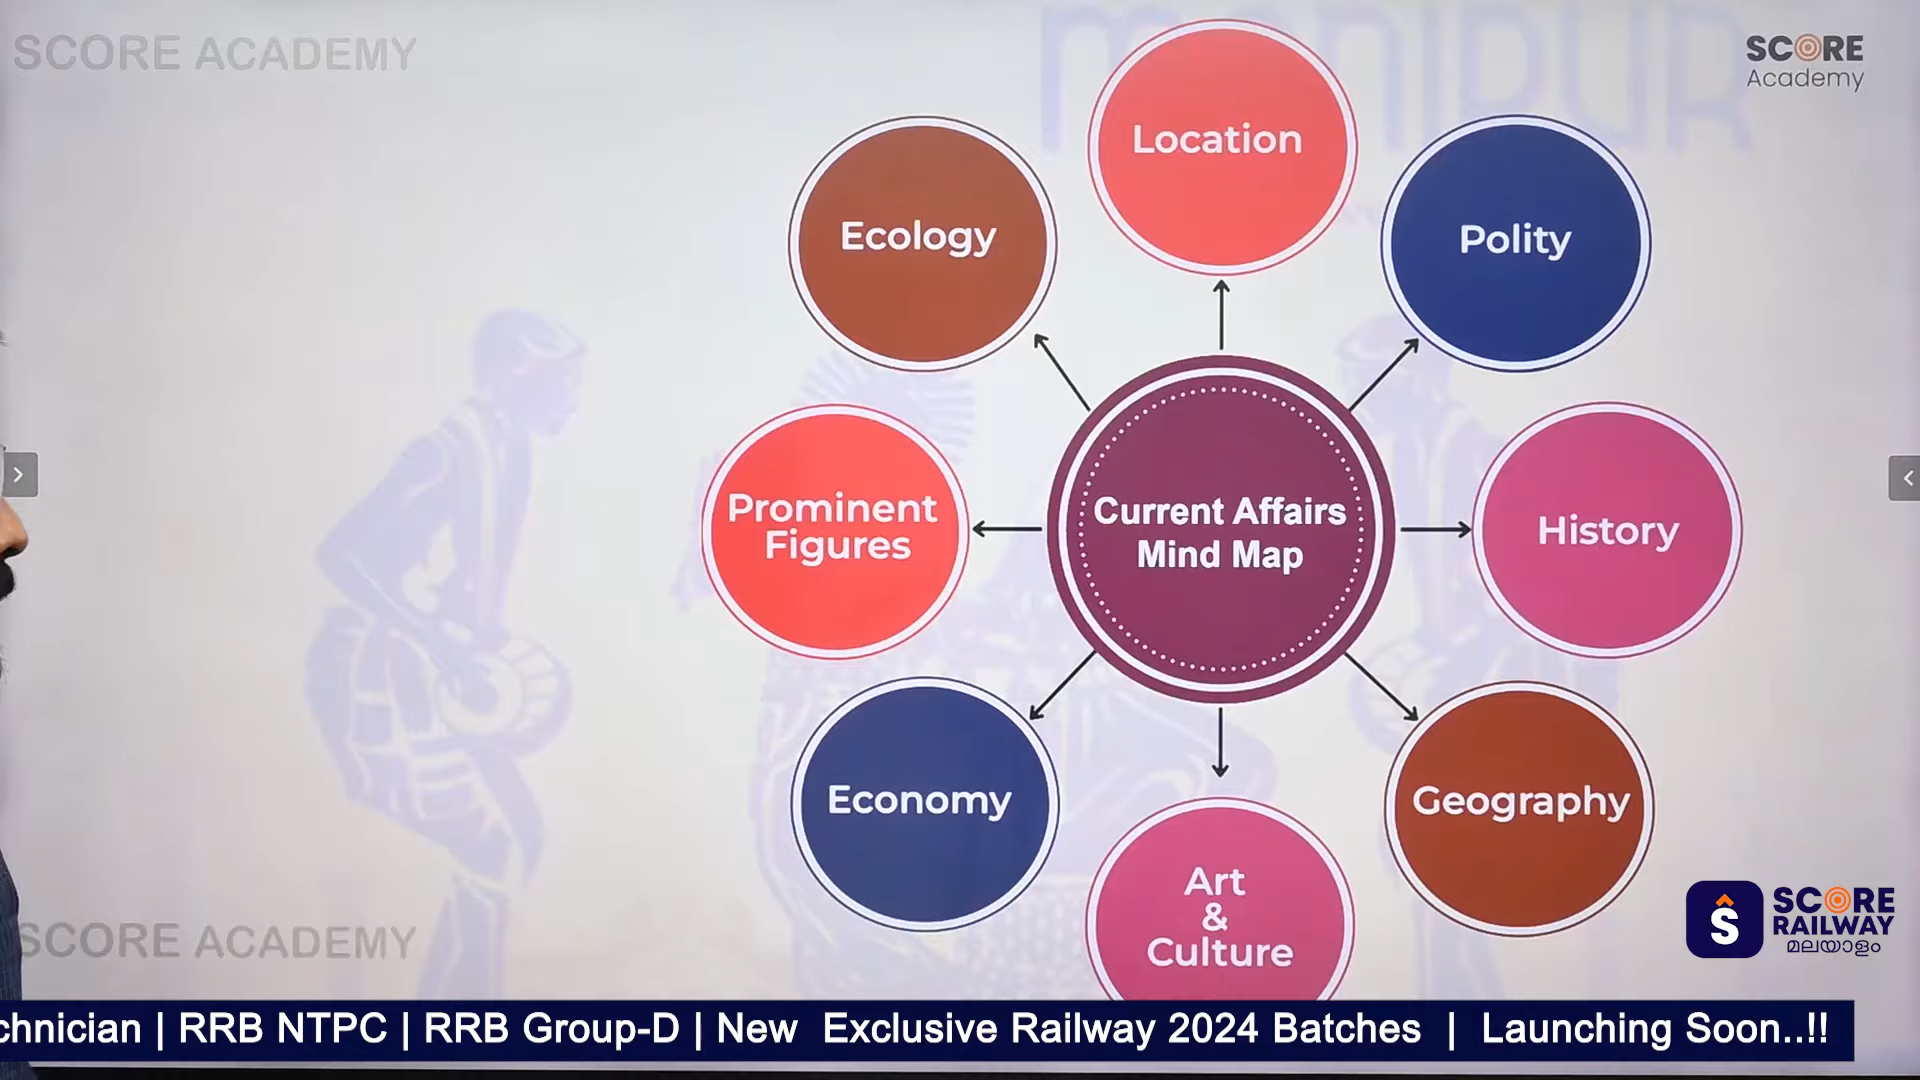 SCORE ACADEMY
manipur
SCORE
Academy
Location
Ecology
Polity
Prominent
Figures
Current Affairs
Mind Map
History
Economy
Geography
Art
&
Culture
SCORE ACADEMY
S
SCORE
RAILWAY
മലയാളം
chnician | RRB NTPC | RRB Group-D | New Exclusive Railway 2024 Batches | Launching Soon..!!